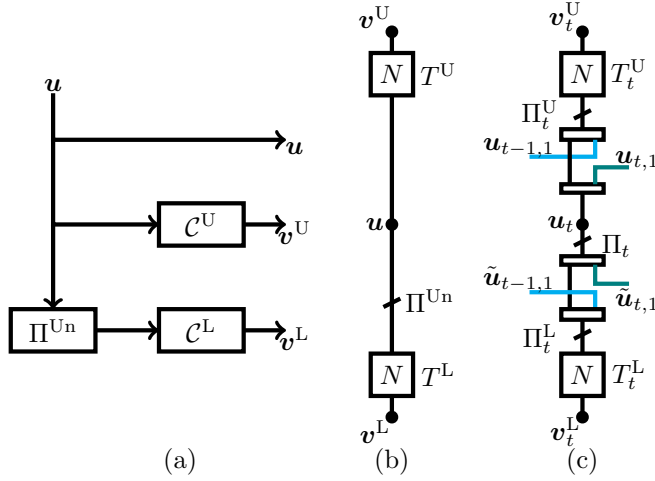 u
u
C^U
v^U
Π^Un
C^L
v^L
(a)
v^U
N T^U
u
Π^Un
N T^L
v^L
(b)
v_t^U
N T_t^U
Π_t^U
u_{t−1,1}
u_{t,1}
u_t
Π_t
ũ_{t−1,1}
ũ_{t,1}
Π_t^L
N T_t^L
v_t^L
(c)